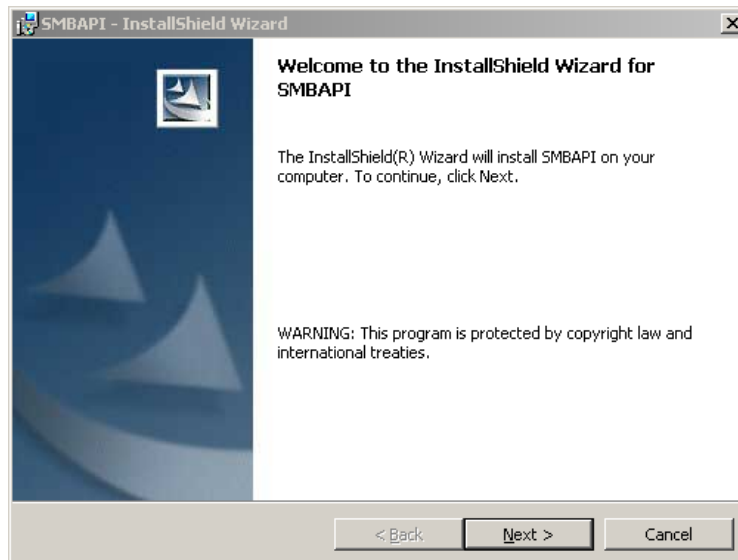 SMBAPI - InstallShield Wizard
Welcome to the InstallShield Wizard for
SMBAPI
The InstallShield(R) Wizard will install SMBAPI on your
computer. To continue, click Next.
WARNING: This program is protected by copyright law and
international treaties.
< Back
Next >
Cancel